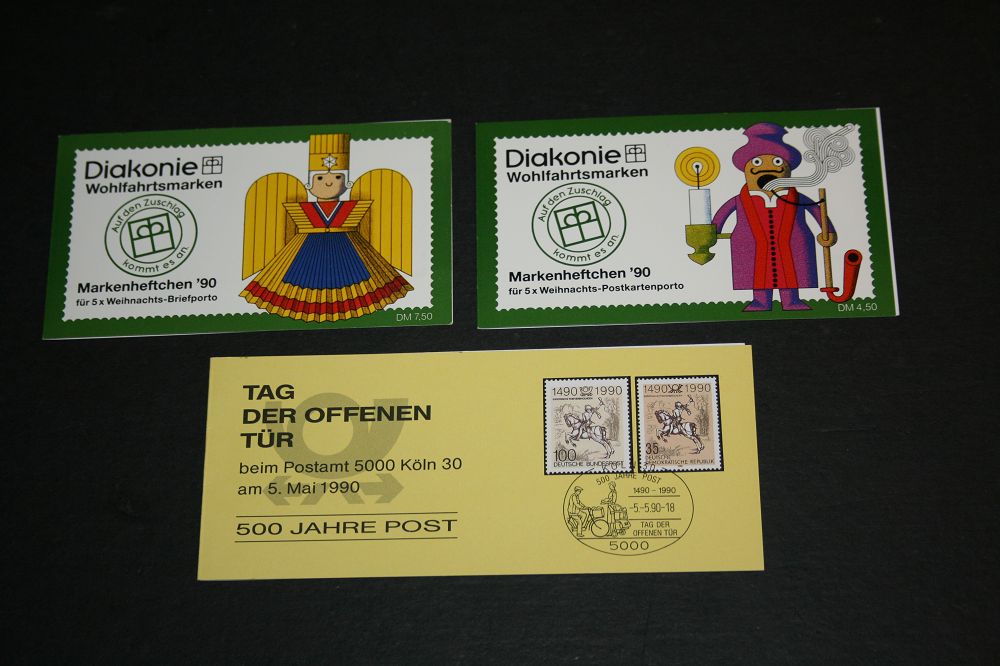 Diakonie
Wohlfahrtsmarken
Auf den Zuschlag
kommt es an.
Markenheftchen '90
für 5 x Weihnachts-Briefporto
DM 7,50
Diakonie
Wohlfahrtsmarken
Auf den Zuschlag
kommt es an.
Markenheftchen '90
für 5 x Weihnachts-Postkartenporto
DM 4,50
TAG
DER OFFENEN
TÜR
beim Postamt 5000 Köln 30
am 5. Mai 1990
500 JAHRE POST
1490 1990
100
DEUTSCHE BUNDESPOST
1490 1990
35
DEUTSCHE
DEMOKRATISCHE REPUBLIK
500 JAHRE POST
1490 - 1990
-5.-5.90-18
TAG DER
OFFENEN TÜR
5000